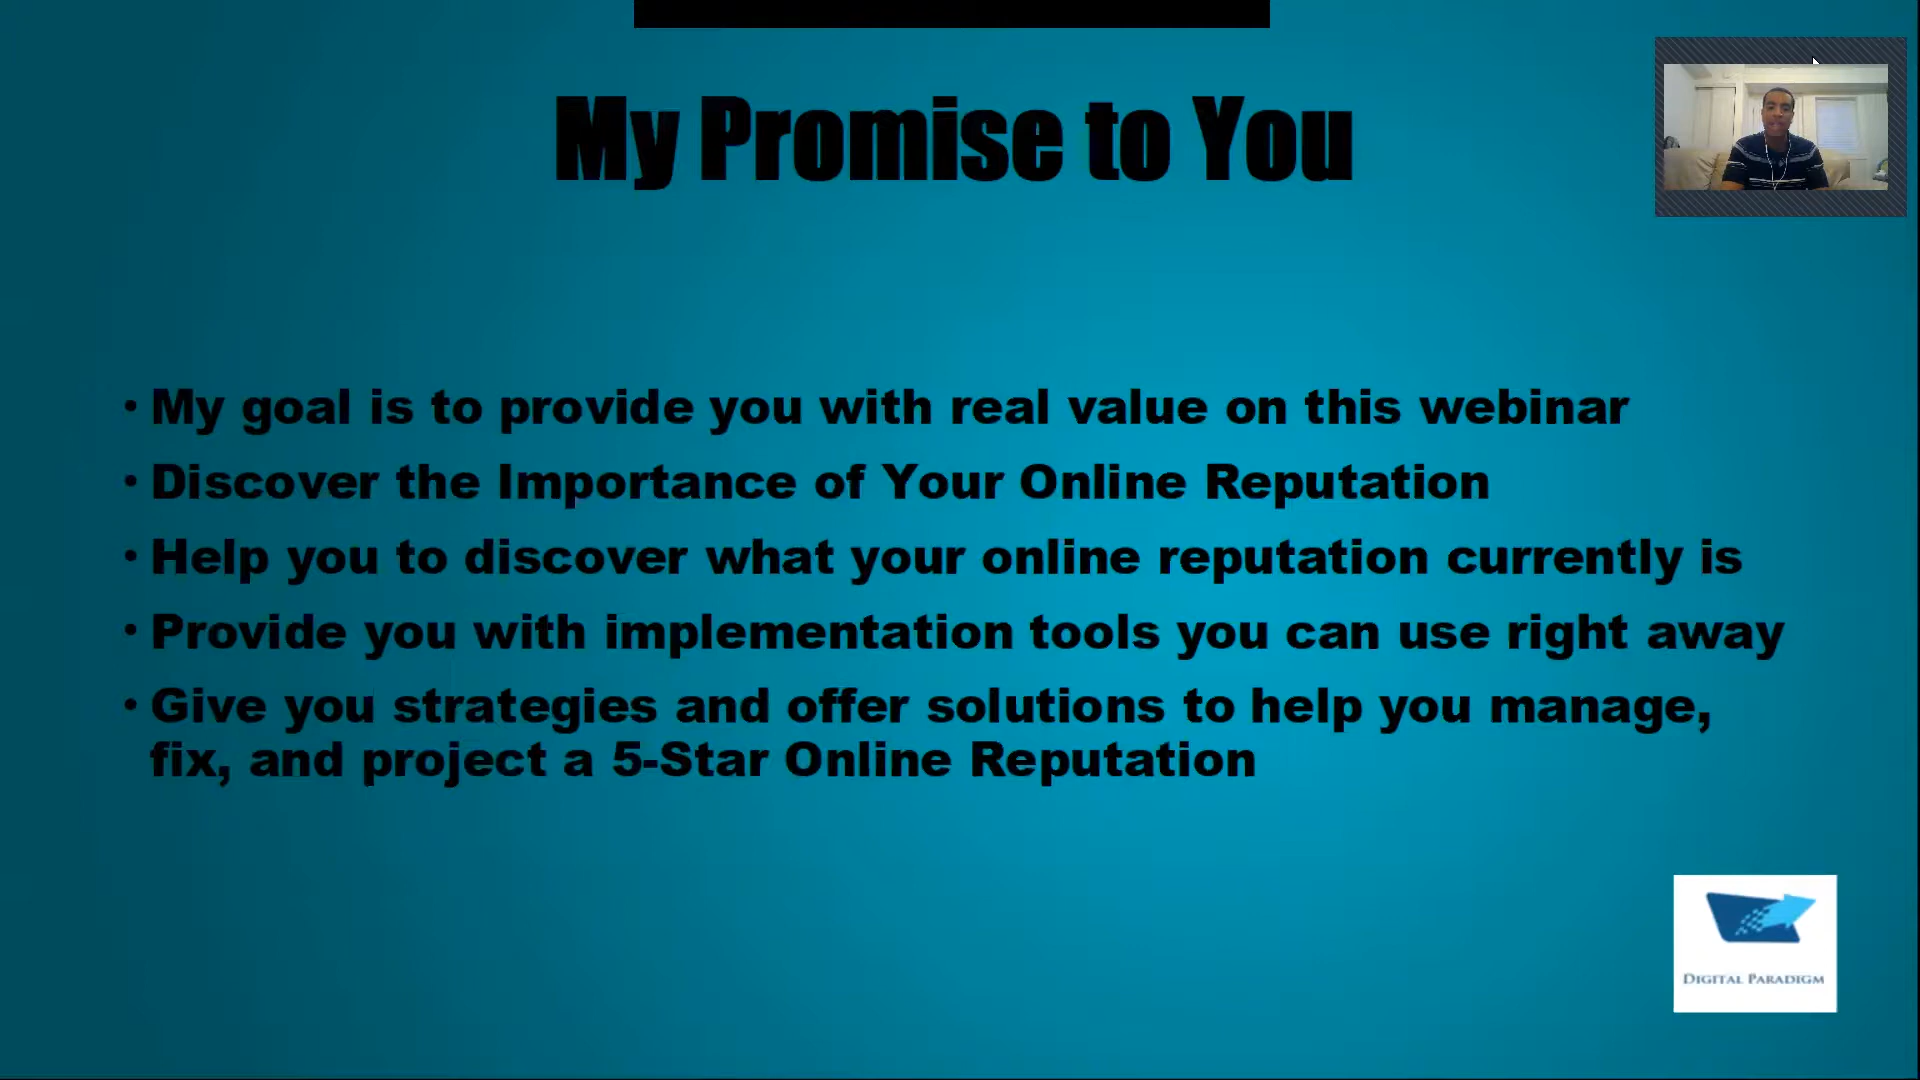 My Promise to You
• My goal is to provide you with real value on this webinar
• Discover the Importance of Your Online Reputation
• Help you to discover what your online reputation currently is
• Provide you with implementation tools you can use right away
• Give you strategies and offer solutions to help you manage,
fix, and project a 5-Star Online Reputation
DIGITAL PARADIGM